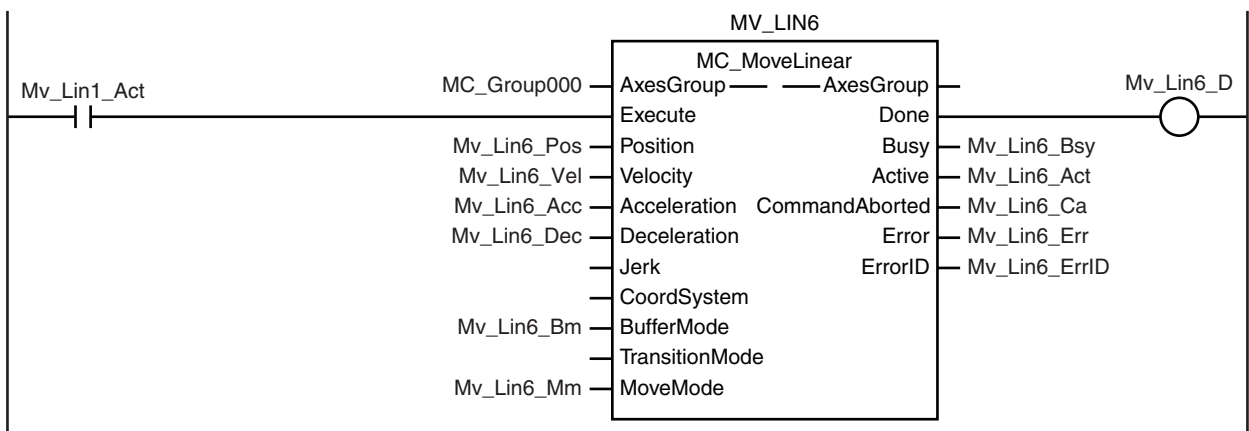 MV_LIN6
MC_MoveLinear
Mv_Lin1_Act
MC_Group000 AxesGroup AxesGroup Mv_Lin6_D
Execute Done
Mv_Lin6_Pos Position Busy Mv_Lin6_Bsy
Mv_Lin6_Vel Velocity Active Mv_Lin6_Act
Mv_Lin6_Acc Acceleration CommandAborted Mv_Lin6_Ca
Mv_Lin6_Dec Deceleration Error Mv_Lin6_Err
Jerk ErrorID Mv_Lin6_ErrID
CoordSystem
Mv_Lin6_Bm BufferMode
TransitionMode
Mv_Lin6_Mm MoveMode